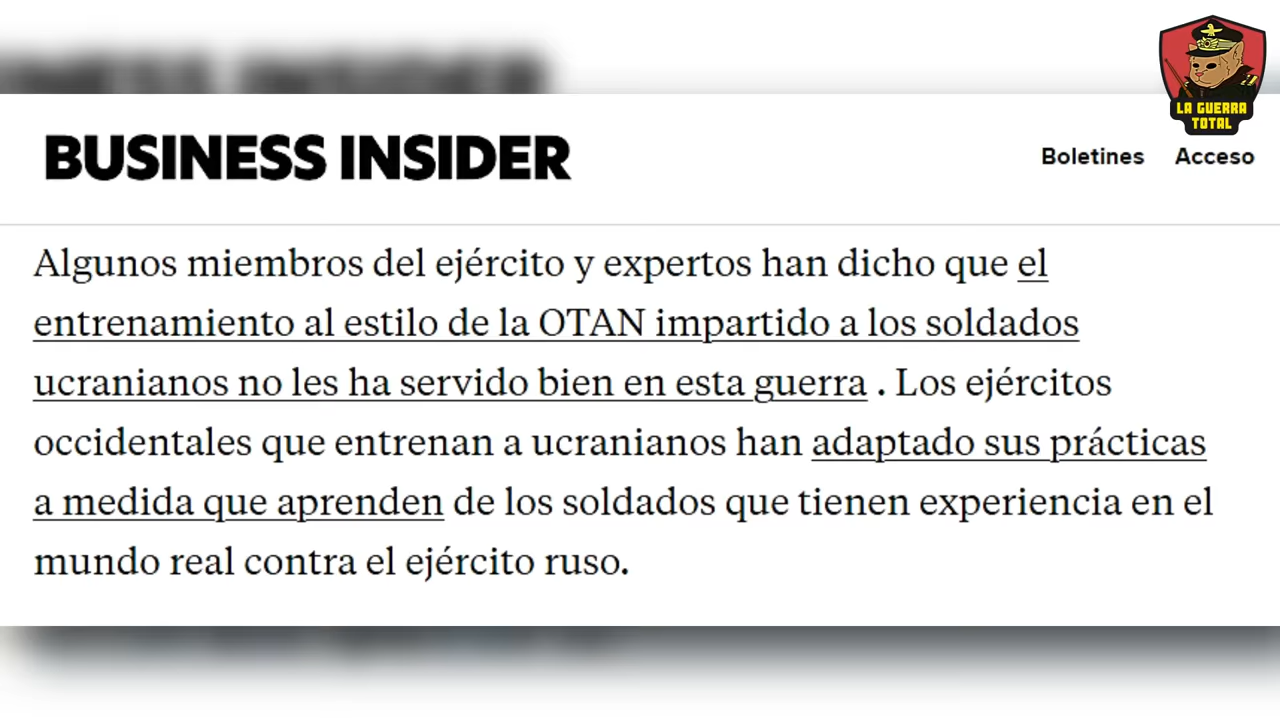 LA GUERRA
TOTAL
BUSINESS INSIDER
Boletines Acceso
Algunos miembros del ejército y expertos han dicho que el
entrenamiento al estilo de la OTAN impartido a los soldados
ucranianos no les ha servido bien en esta guerra . Los ejércitos
occidentales que entrenan a ucranianos han adaptado sus prácticas
a medida que aprenden de los soldados que tienen experiencia en el
mundo real contra el ejército ruso.